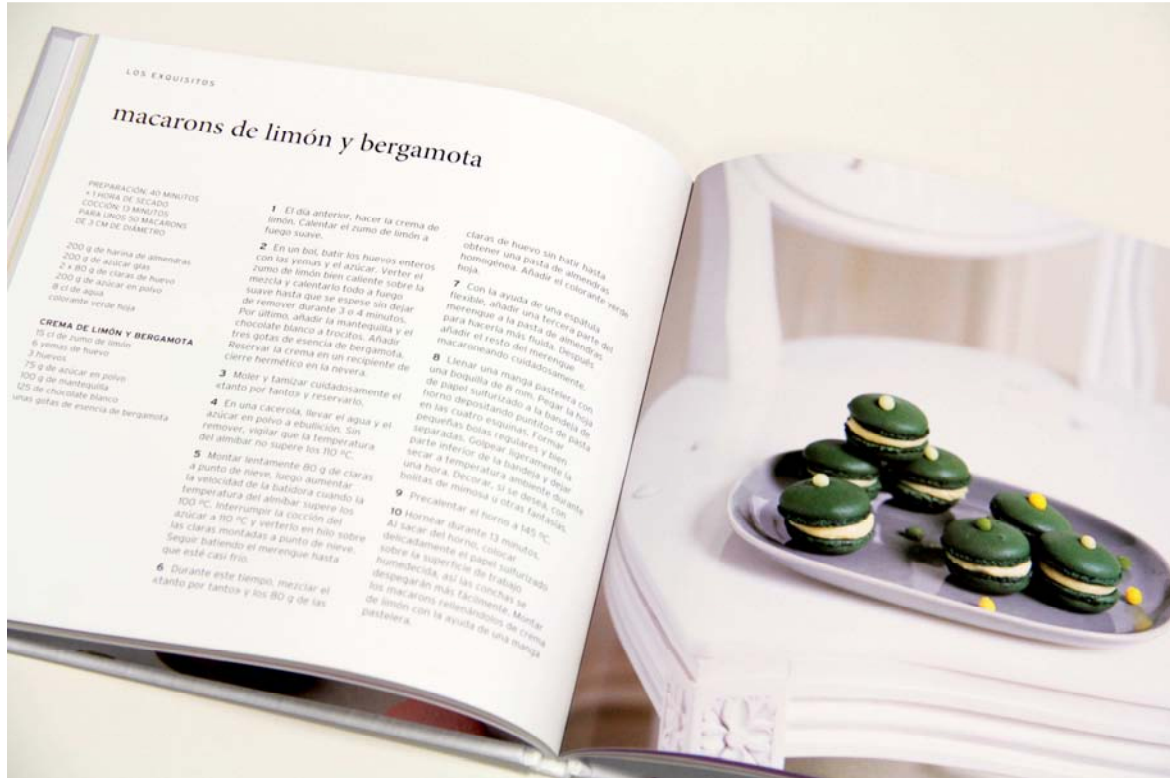 LOS EXQUISITOS
macarons de limón y bergamota
PREPARACIÓN: 40 MINUTOS
+ 1 HORA DE SECADO
COCCIÓN: 13 MINUTOS
PARA UNOS 50 MACARONS
DE 3 CM DE DIÁMETRO
200 g de harina de almendras
200 g de azúcar glas
2 x 80 g de claras de huevo
200 g de azúcar en polvo
8 cl de agua
colorante verde hoja
CREMA DE LIMÓN Y BERGAMOTA
15 cl de zumo de limón
6 yemas de huevo
3 huevos
75 g de azúcar en polvo
100 g de mantequilla
125 de chocolate blanco
unas gotas de esencia de bergamota
1 El día anterior, hacer la crema de
limón. Calentar el zumo de limón a
fuego suave.
2 En un bol, batir los huevos enteros
con las yemas y el azúcar. Verter el
zumo de limón bien caliente sobre la
mezcla y calentarlo todo a fuego
suave hasta que se espese sin dejar
de remover durante 3 o 4 minutos.
Por último, añadir la mantequilla y el
chocolate blanco a trocitos. Añadir
tres gotas de esencia de bergamota.
Reservar la crema en un recipiente de
cierre hermético en la nevera.
3 Moler y tamizar cuidadosamente el
«tanto por tanto» y reservarlo.
4 En una cacerola, llevar el agua y el
azúcar en polvo a ebullición. Sin
remover, vigilar que la temperatura
del almíbar no supere los 110 ºC.
5 Montar lentamente 80 g de claras
a punto de nieve, luego aumentar
la velocidad de la batidora cuando la
temperatura del almíbar supere los
100 ºC. Interrumpir la cocción del
azúcar a 110 ºC y verterlo en hilo sobre
las claras montadas a punto de nieve.
Seguir batiendo el merengue hasta
que esté casi frío.
6 Durante este tiempo, mezclar el
«tanto por tanto» y los 80 g de las
claras de huevo sin batir hasta
obtener una pasta de almendras
homogénea. Añadir el colorante verde
hoja.
7 Con la ayuda de una espátula
flexible, añadir una tercera parte del
merengue a la pasta de almendras
para hacerla más fluida. Después
añadir el resto del merengue
macaroneando cuidadosamente.
8 Llenar una manga pastelera con
una boquilla de 8 mm. Pegar la hoja
de papel sulfurizado a la bandeja de
horno depositando puntitos de pasta
en las cuatro esquinas. Formar
pequeñas bolas regulares y bien
separadas. Golpear ligeramente la
parte inferior de la bandeja y dejar
secar a temperatura ambiente durante
una hora. Decorar, si se desea, con
bolitas de mimosa u otras fantasías.
9 Precalentar el horno a 145 ºC.
10 Hornear durante 13 minutos.
Al sacar del horno, colocar
delicadamente el papel sulfurizado
sobre la superficie de trabajo
humedecida, así las conchas se
despegarán más fácilmente. Montar
los macarons rellenándolos de crema
de limón con la ayuda de una manga
pastelera.